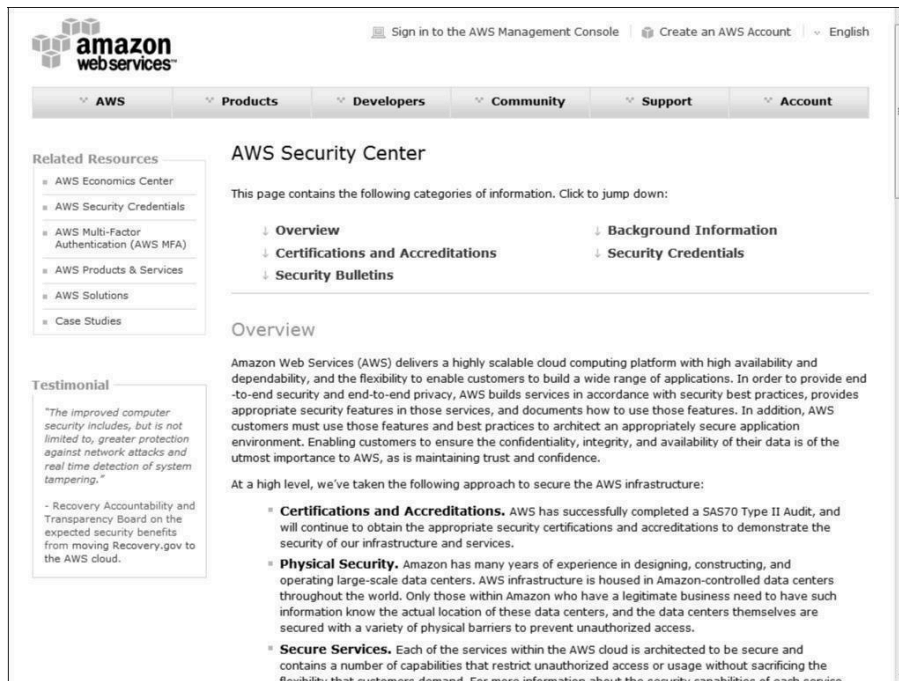 amazon
webservices™
Sign in to the AWS Management Console
Create an AWS Account
English
AWS
Products
Developers
Community
Support
Account
Related Resources
AWS Economics Center
AWS Security Credentials
AWS Multi-Factor
Authentication (AWS MFA)
AWS Products & Services
AWS Solutions
Case Studies
Testimonial
"The improved computer
security includes, but is not
limited to, greater protection
against network attacks and
real time detection of system
tampering."
- Recovery Accountability and
Transparency Board on the
expected security benefits
from moving Recovery.gov to
the AWS cloud.
AWS Security Center
This page contains the following categories of information. Click to jump down:
↓ Overview
↓ Certifications and Accreditations
↓ Security Bulletins
↓ Background Information
↓ Security Credentials
Overview
Amazon Web Services (AWS) delivers a highly scalable cloud computing platform with high availability and
dependability, and the flexibility to enable customers to build a wide range of applications. In order to provide end
-to-end security and end-to-end privacy, AWS builds services in accordance with security best practices, provides
appropriate security features in those services, and documents how to use those features. In addition, AWS
customers must use those features and best practices to architect an appropriately secure application
environment. Enabling customers to ensure the confidentiality, integrity, and availability of their data is of the
utmost importance to AWS, as is maintaining trust and confidence.
At a high level, we've taken the following approach to secure the AWS infrastructure:
Certifications and Accreditations. AWS has successfully completed a SAS70 Type II Audit, and
will continue to obtain the appropriate security certifications and accreditations to demonstrate the
security of our infrastructure and services.
Physical Security. Amazon has many years of experience in designing, constructing, and
operating large-scale data centers. AWS infrastructure is housed in Amazon-controlled data centers
throughout the world. Only those within Amazon who have a legitimate business need to have such
information know the actual location of these data centers, and the data centers themselves are
secured with a variety of physical barriers to prevent unauthorized access.
Secure Services. Each of the services within the AWS cloud is architected to be secure and
contains a number of capabilities that restrict unauthorized access or usage without sacrificing the
flexibility that customers demand. For more information about the security capabilities of each service